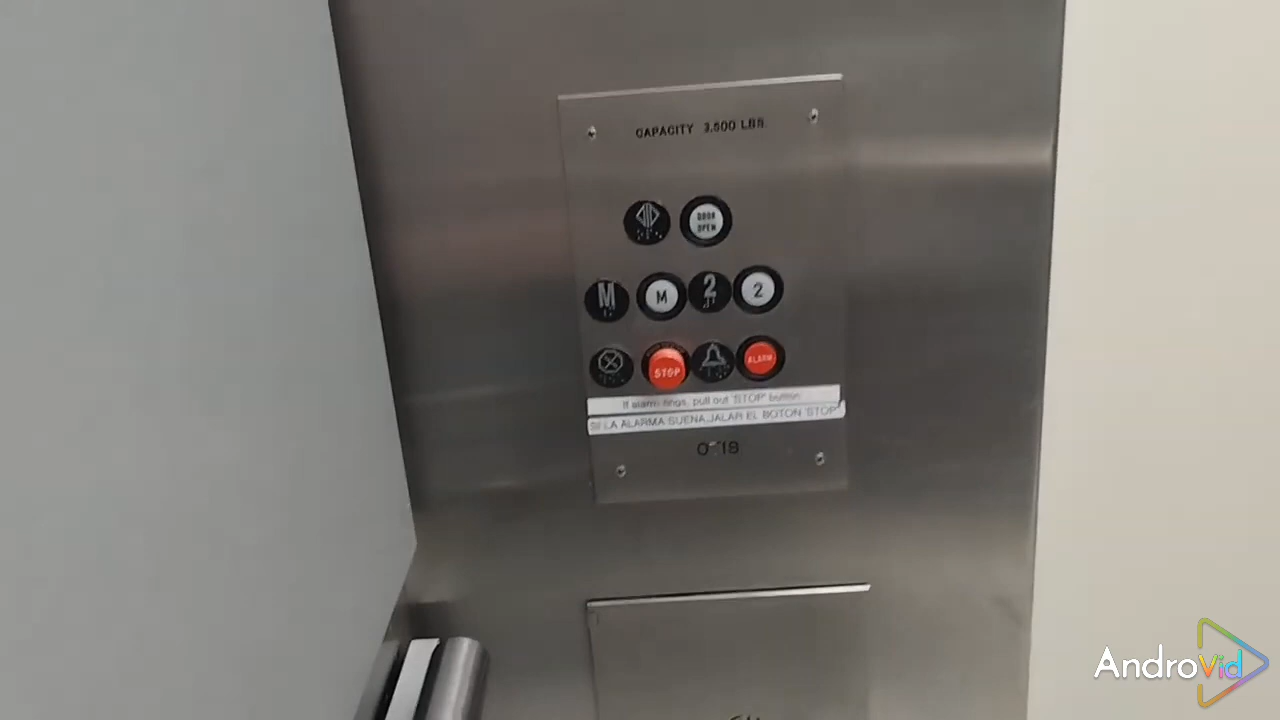 CAPACITY 3,500 LBS.
DOOR
OPEN
M M 2 2
STOP ALARM
If alarm rings, pull out "STOP" button
SI LA ALARMA SUENA,JALAR EL BOTON "STOP"
OTIS
AndroVid